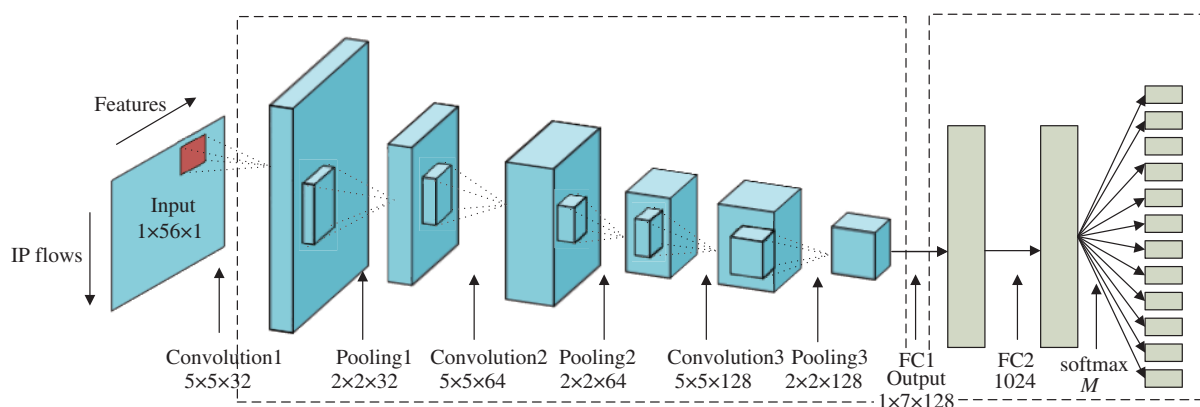 Features
Input
1×56×1
IP flows
Convolution1
5×5×32
Pooling1
2×2×32
Convolution2
5×5×64
Pooling2
2×2×64
Convolution3
5×5×128
Pooling3
2×2×128
FC1
Output
1×7×128
FC2
1024
softmax
M